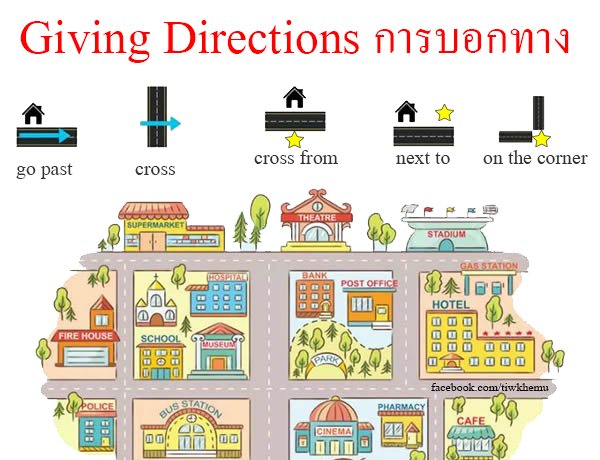 Giving Directions การบอกทาง
go past
cross
cross from
next to
on the corner
SUPERMARKET
THEATRE
STADIUM
GAS STATION
HOSPITAL
BANK
POST OFFICE
HOTEL
FIRE HOUSE
SCHOOL
MUSEUM
PARK
facebook.com/tiwkhemu
POLICE
BUS STATION
CINEMA
PHARMACY
CAFE